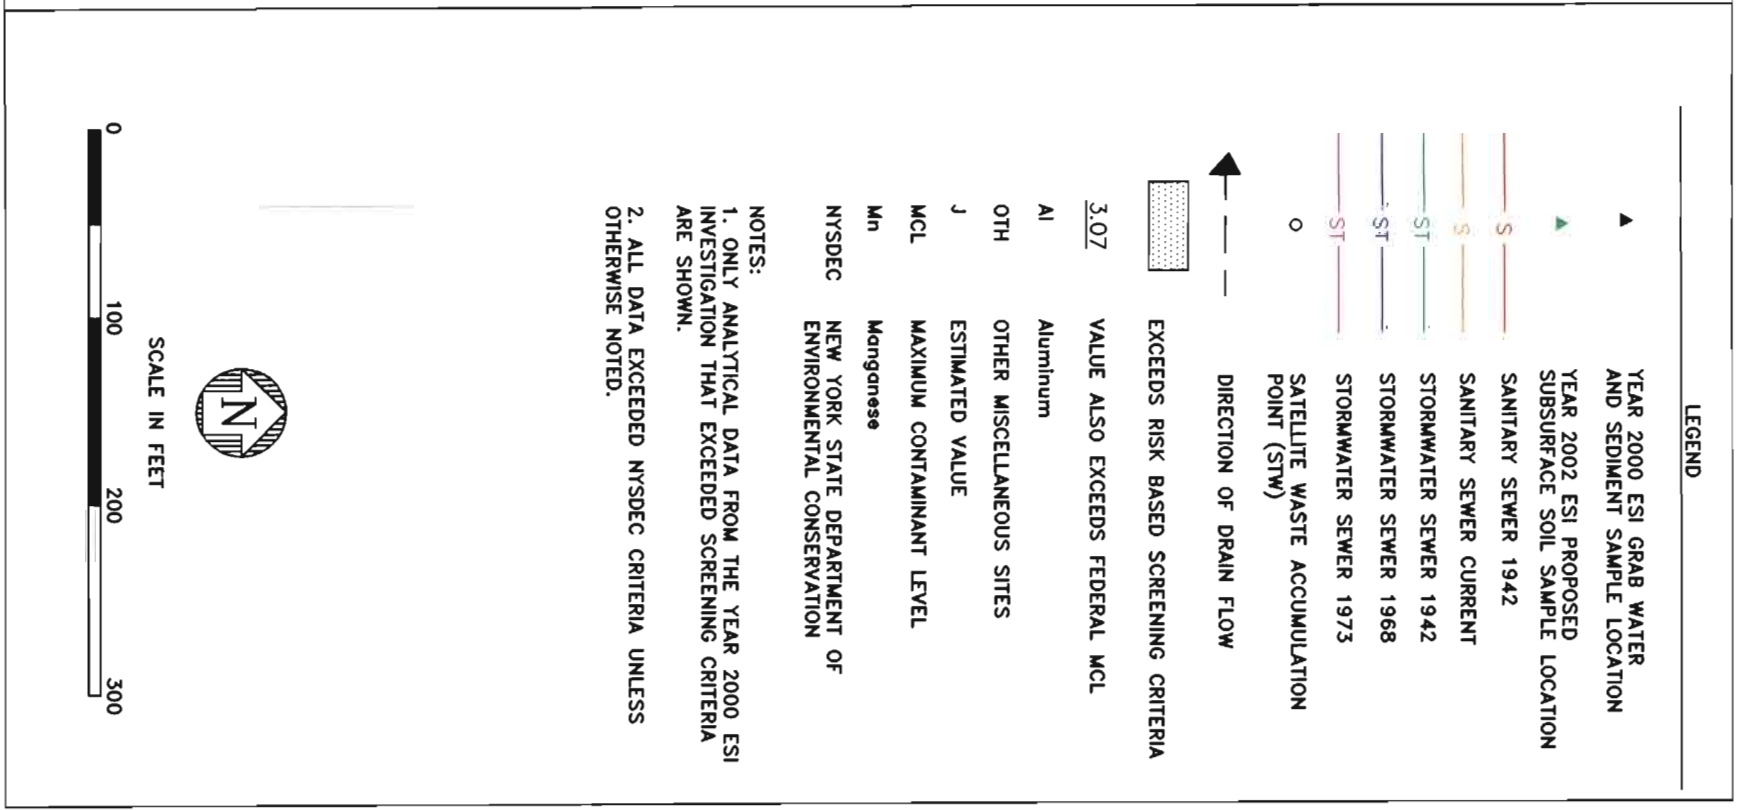 LEGEND
YEAR 2000 ESI GRAB WATER
AND SEDIMENT SAMPLE LOCATION
YEAR 2002 ESI PROPOSED
SUBSURFACE SOIL SAMPLE LOCATION
S SANITARY SEWER 1942
S SANITARY SEWER CURRENT
ST STORMWATER SEWER 1942
ST STORMWATER SEWER 1968
ST STORMWATER SEWER 1973
SATELLITE WASTE ACCUMULATION
POINT (STW)
DIRECTION OF DRAIN FLOW
EXCEEDS RISK BASED SCREENING CRITERIA
3.07 VALUE ALSO EXCEEDS FEDERAL MCL
Al Aluminum
OTH OTHER MISCELLANEOUS SITES
J ESTIMATED VALUE
MCL MAXIMUM CONTAMINANT LEVEL
Mn Manganese
NYSDEC NEW YORK STATE DEPARTMENT OF
ENVIRONMENTAL CONSERVATION
NOTES:
1. ONLY ANALYTICAL DATA FROM THE YEAR 2000 ESI
INVESTIGATION THAT EXCEEDED SCREENING CRITERIA
ARE SHOWN.
2. ALL DATA EXCEEDED NYSDEC CRITERIA UNLESS
OTHERWISE NOTED.
N
0 100 200 300
SCALE IN FEET